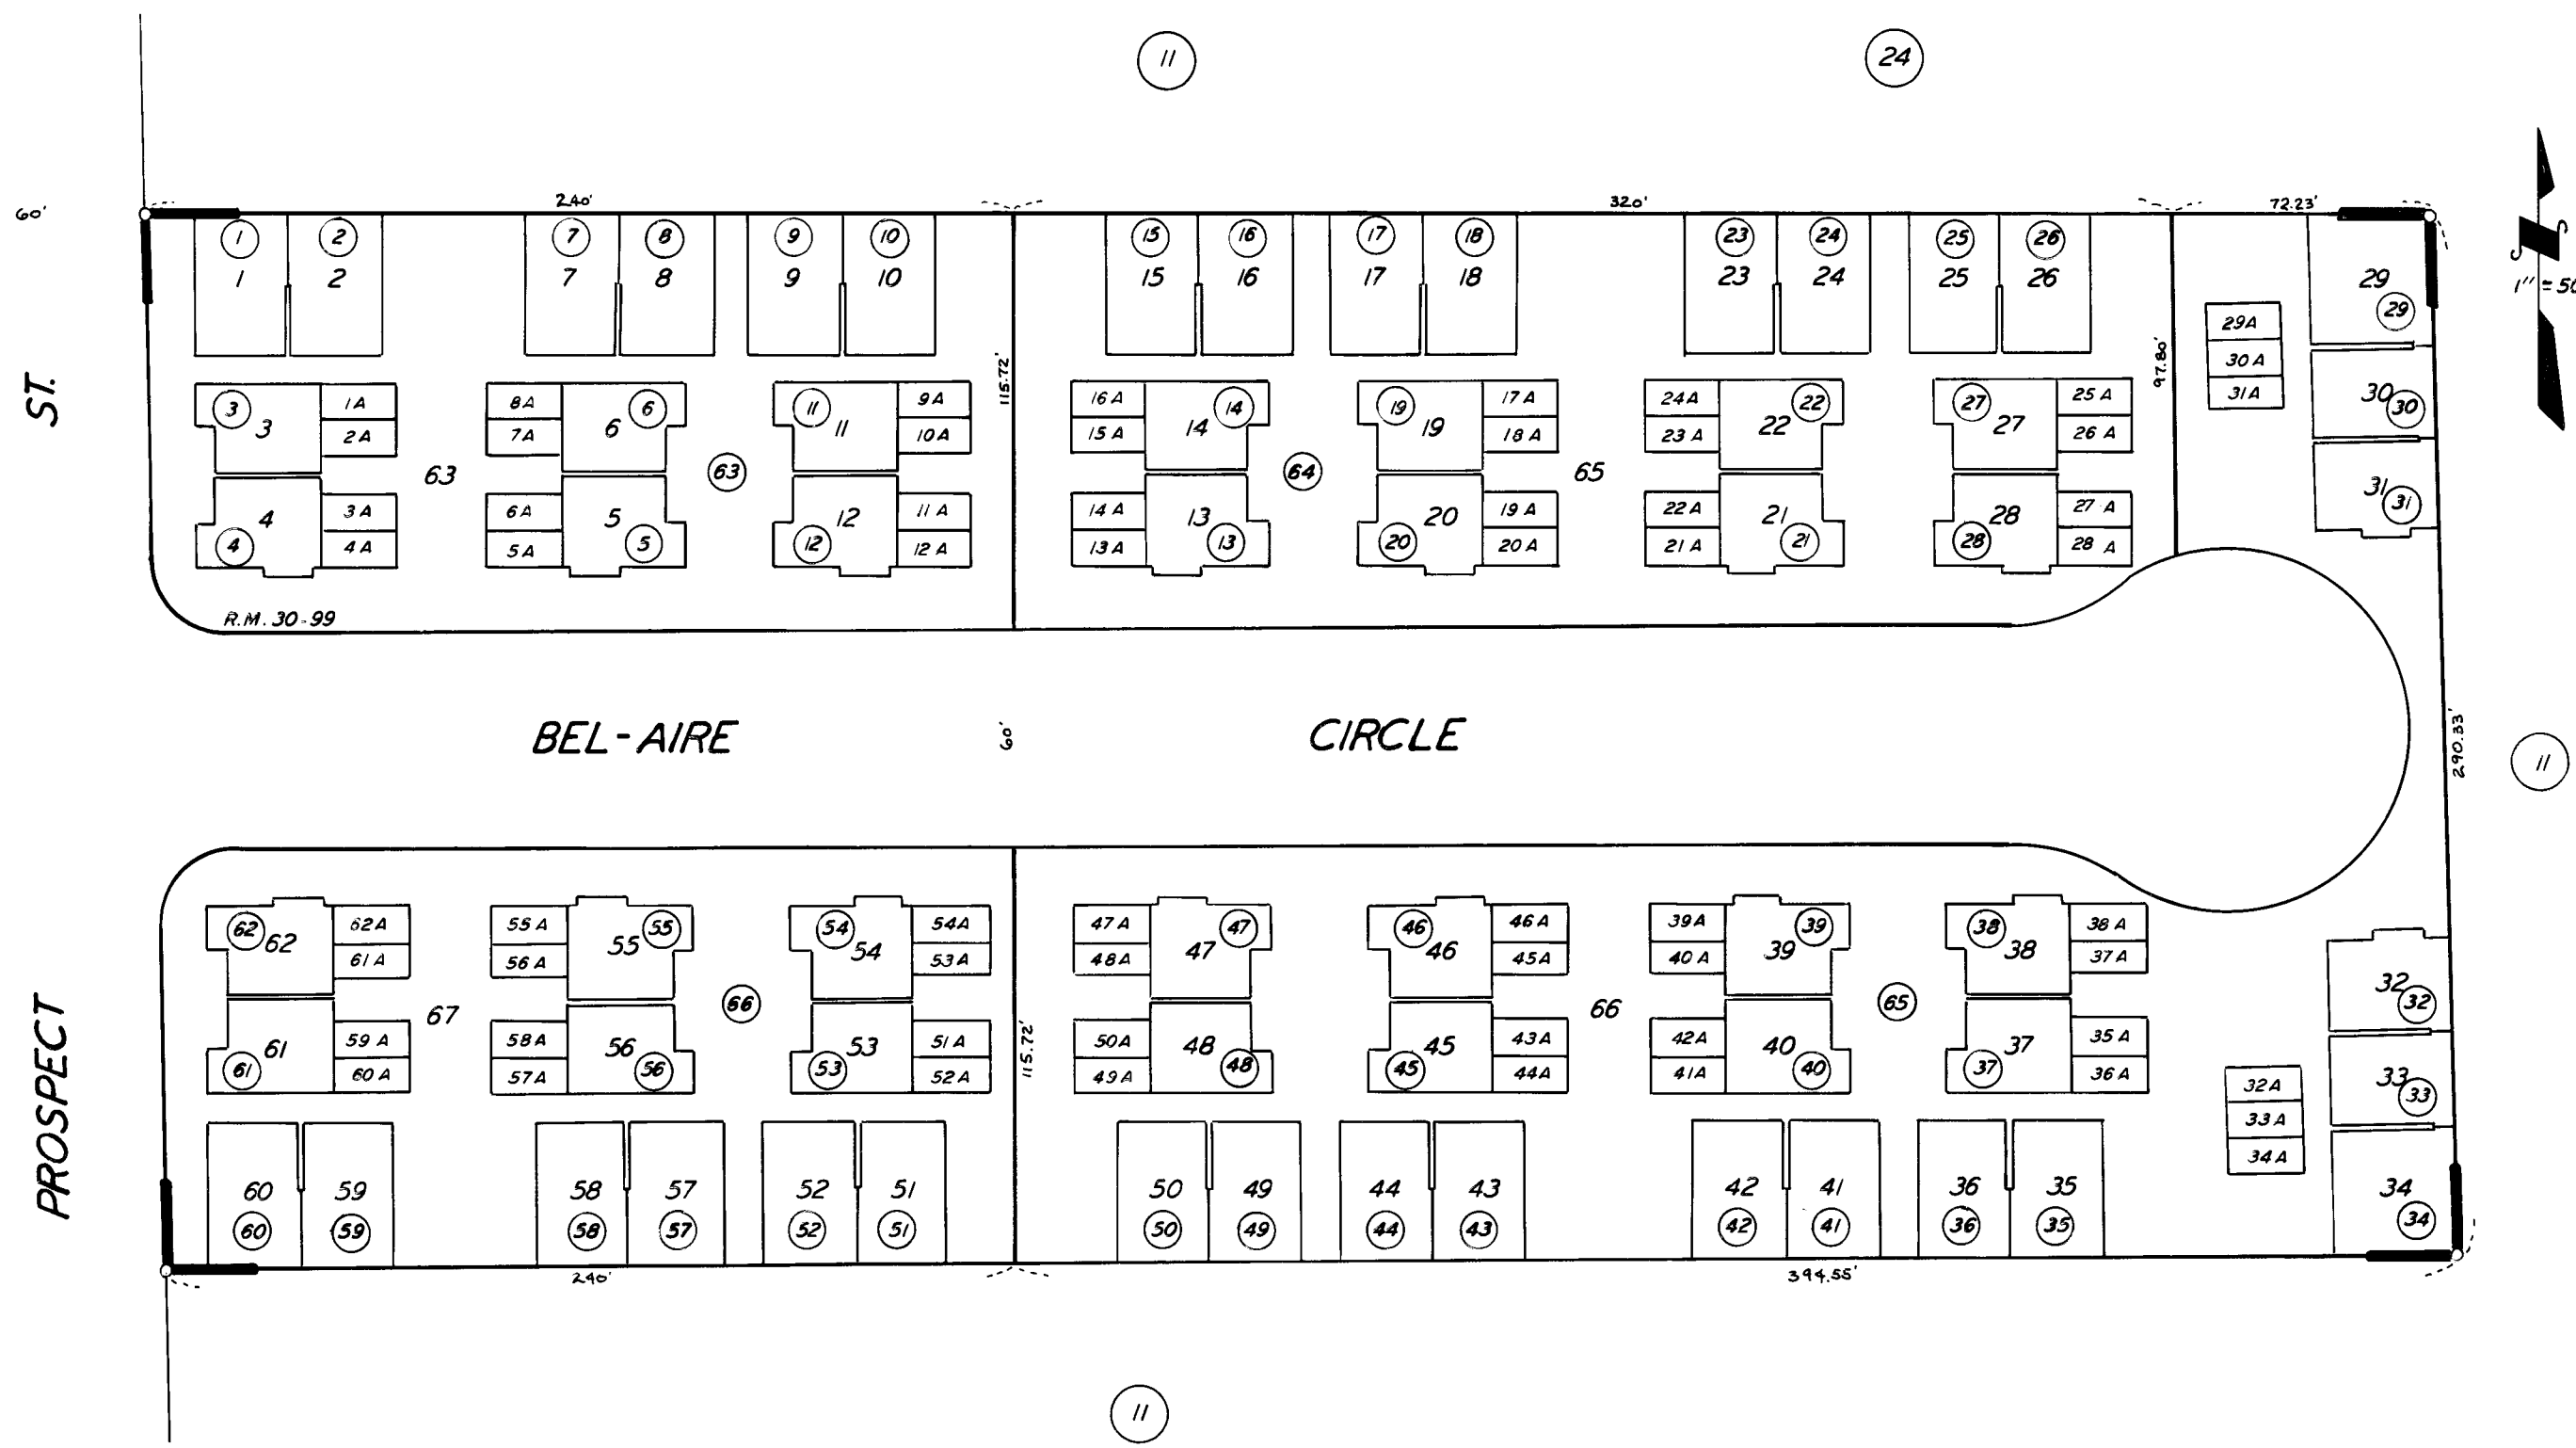 11 24
60' 240' 320' 72.23'
1 2 7 8 9 10 15 16 17 18 23 24 25 26
1 2 7 8 9 10 15 16 17 18 23 24 25 26 29
29
1" = 50
29A
30A
31A
115.72'
97.80'
30 30
ST.
3 3 1A 8A 6 6 11 11 9A 16A 14 14 19 19 17A 24A 22 22 27 27 25A
2A 7A 10A 15A 18A 23A 26A
63 63 64 65
31 31
4 4 3A 6A 5 5 12 12 11A 14A 13 13 20 20 19A 22A 21 21 28 28 27A
4A 5A 12A 13A 20A 21A 28A
R.M. 30-99
BEL-AIRE 60' CIRCLE
290.33'
11
62 62 62A 55A 55 55 54 54 54A 47A 47 47 46 46 46A 39A 39 39 38 38 38A
61A 56A 53A 48A 45A 40A 37A
32 32
67 66 66 65
PROSPECT
115.72'
61 61 59A 58A 56 56 53 53 51A 50A 48 48 45 45 43A 42A 40 40 37 37 35A
60A 57A 52A 49A 44A 41A 36A
33 33
32A
33A
34A
60 59 58 57 52 51 50 49 44 43 42 41 36 35 34
60 59 58 57 52 51 50 49 44 43 42 41 36 35 34
240' 394.55'
11